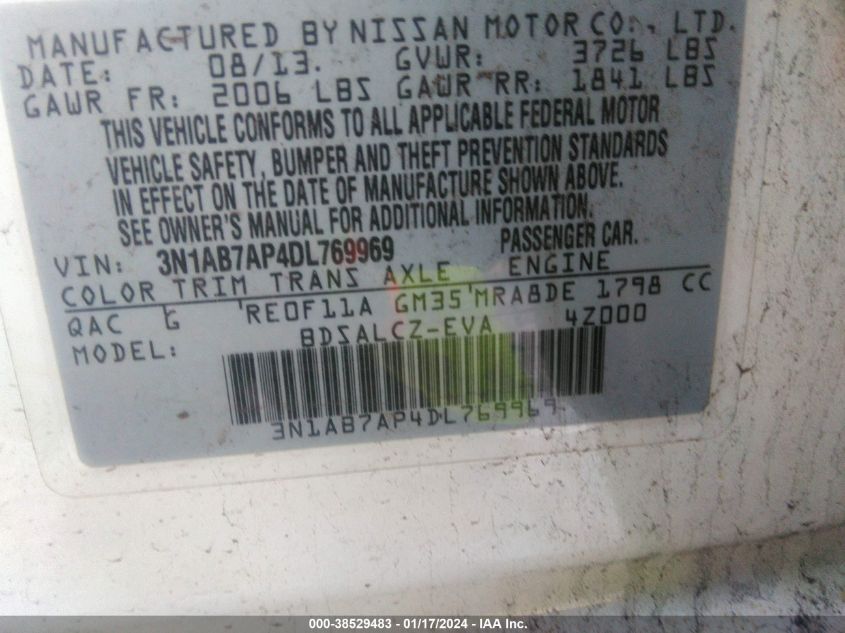 MANUFACTURED BY NISSAN MOTOR CO., LTD.
DATE: 08/13. GVWR: 3726 LBS
GAWR FR: 2006 LBS GAWR RR: 1841 LBS
THIS VEHICLE CONFORMS TO ALL APPLICABLE FEDERAL MOTOR
VEHICLE SAFETY, BUMPER AND THEFT PREVENTION STANDARDS
IN EFFECT ON THE DATE OF MANUFACTURE SHOWN ABOVE.
SEE OWNER'S MANUAL FOR ADDITIONAL INFORMATION.
VIN: 3N1AB7AP4DL769969 PASSENGER CAR.
COLOR TRIM TRANS AXLE ENGINE
QAC G RE0F11A GM35 MRA8DE 1798 CC
MODEL: BDSALCZ-EVA 4Z000
3N1AB7AP4DL769969
000-38529483 - 01/17/2024 - IAA Inc.